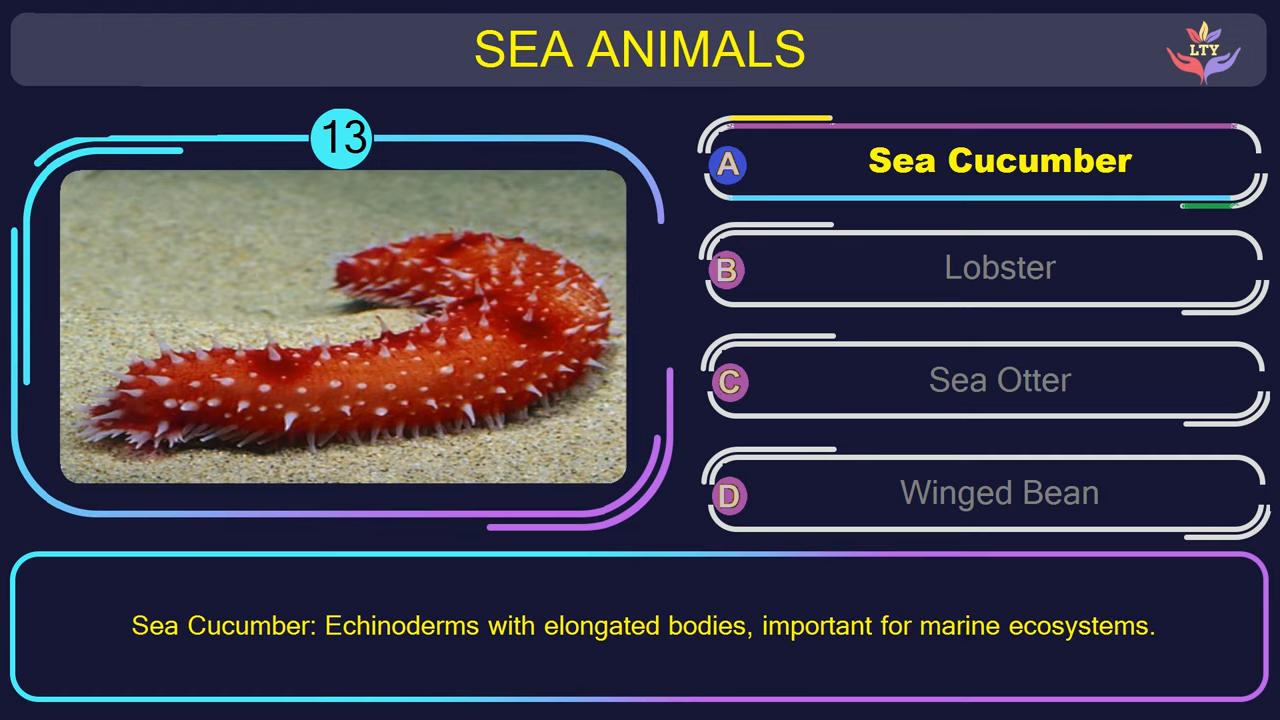 SEA ANIMALS
LTY
13
A Sea Cucumber
B Lobster
C Sea Otter
D Winged Bean
Sea Cucumber: Echinoderms with elongated bodies, important for marine ecosystems.